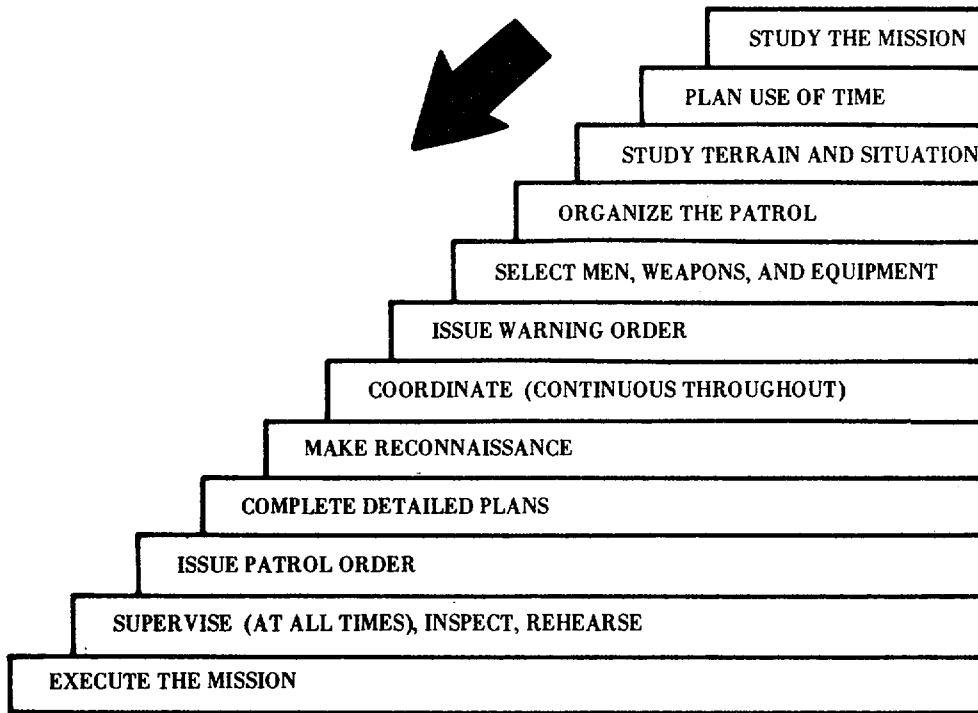 STUDY THE MISSION
PLAN USE OF TIME
STUDY TERRAIN AND SITUATION
ORGANIZE THE PATROL
SELECT MEN, WEAPONS, AND EQUIPMENT
ISSUE WARNING ORDER
COORDINATE (CONTINUOUS THROUGHOUT)
MAKE RECONNAISSANCE
COMPLETE DETAILED PLANS
ISSUE PATROL ORDER
SUPERVISE (AT ALL TIMES), INSPECT, REHEARSE
EXECUTE THE MISSION